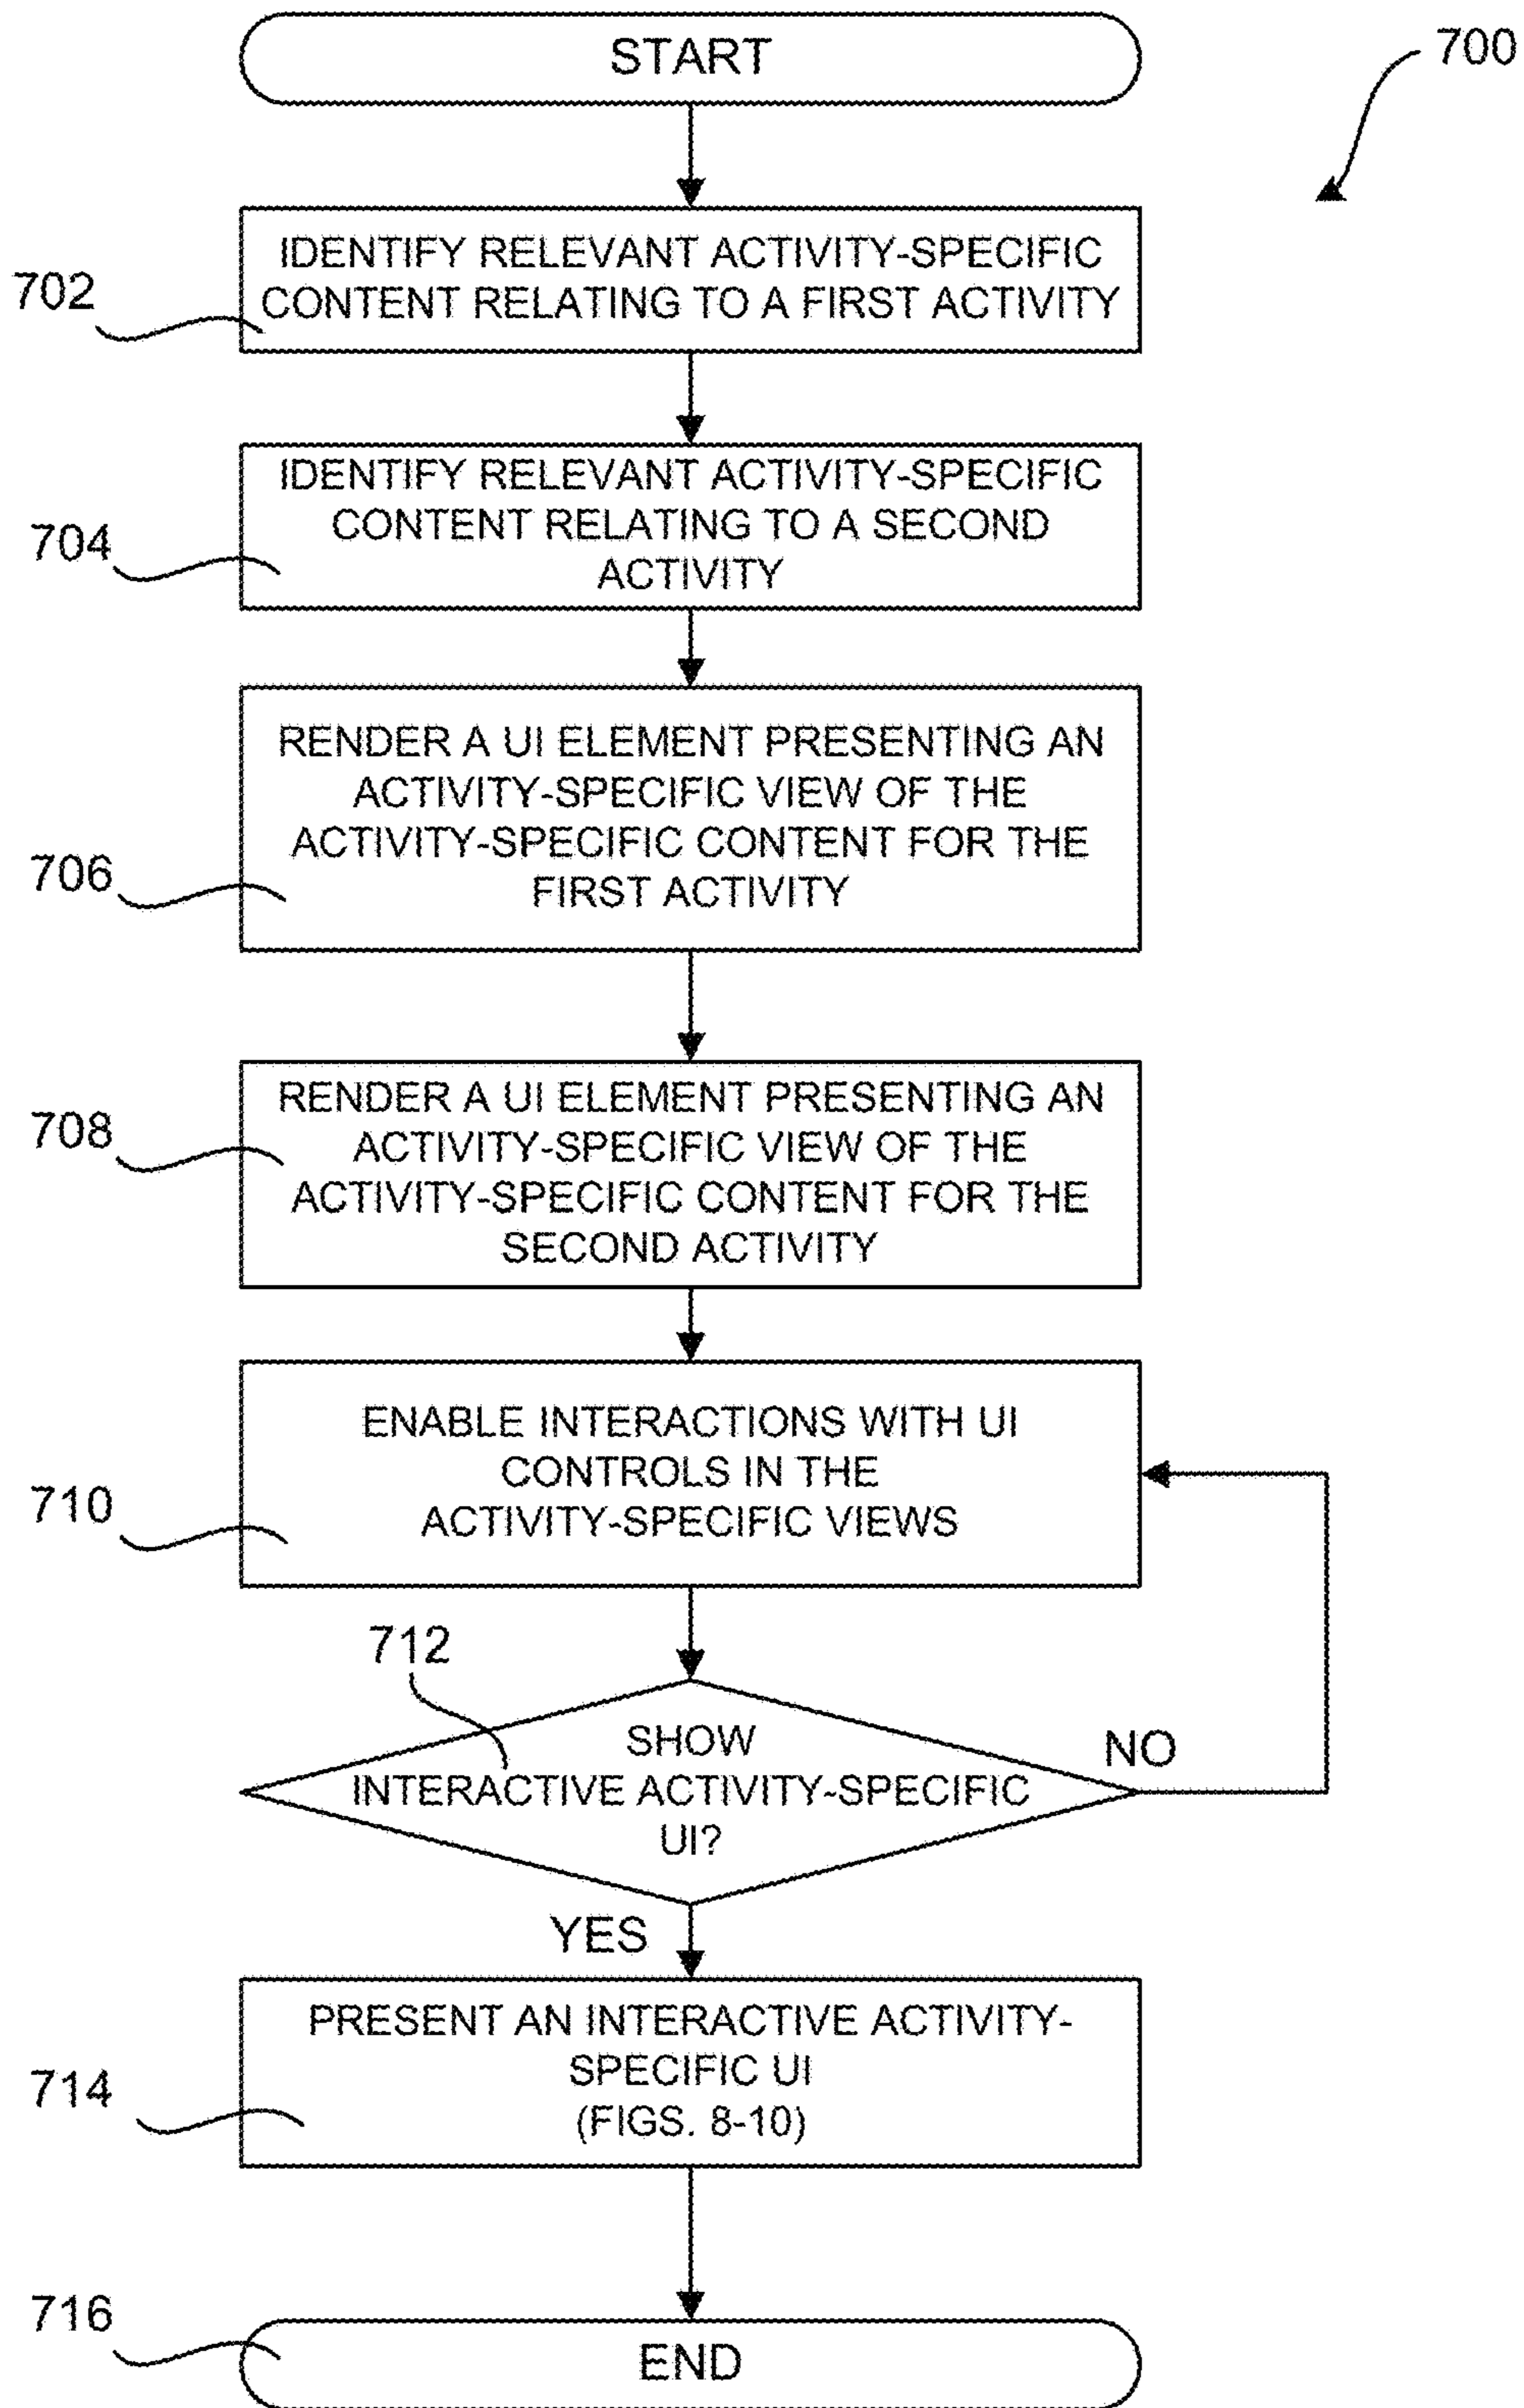 START
700
IDENTIFY RELEVANT ACTIVITY-SPECIFIC
CONTENT RELATING TO A FIRST ACTIVITY
702
IDENTIFY RELEVANT ACTIVITY-SPECIFIC
CONTENT RELATING TO A SECOND
ACTIVITY
704
RENDER A UI ELEMENT PRESENTING AN
ACTIVITY-SPECIFIC VIEW OF THE
ACTIVITY-SPECIFIC CONTENT FOR THE
FIRST ACTIVITY
706
RENDER A UI ELEMENT PRESENTING AN
ACTIVITY-SPECIFIC VIEW OF THE
ACTIVITY-SPECIFIC CONTENT FOR THE
SECOND ACTIVITY
708
ENABLE INTERACTIONS WITH UI
CONTROLS IN THE
ACTIVITY-SPECIFIC VIEWS
710
712
SHOW
INTERACTIVE ACTIVITY-SPECIFIC
UI?
NO
YES
PRESENT AN INTERACTIVE ACTIVITY-
SPECIFIC UI
(FIGS. 8-10)
714
716
END